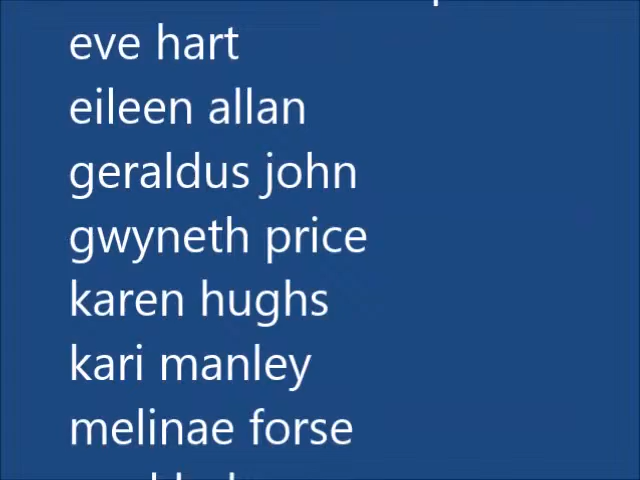 eve hart
eileen allan
geraldus john
gwyneth price
karen hughs
kari manley
melinae forse